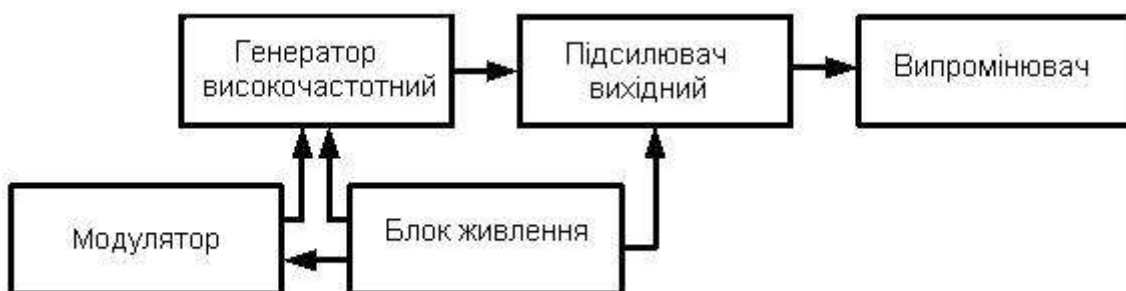 Генератор
високочастотний
Підсилювач
вихідний
Випромінювач
Модулятор
Блок живлення